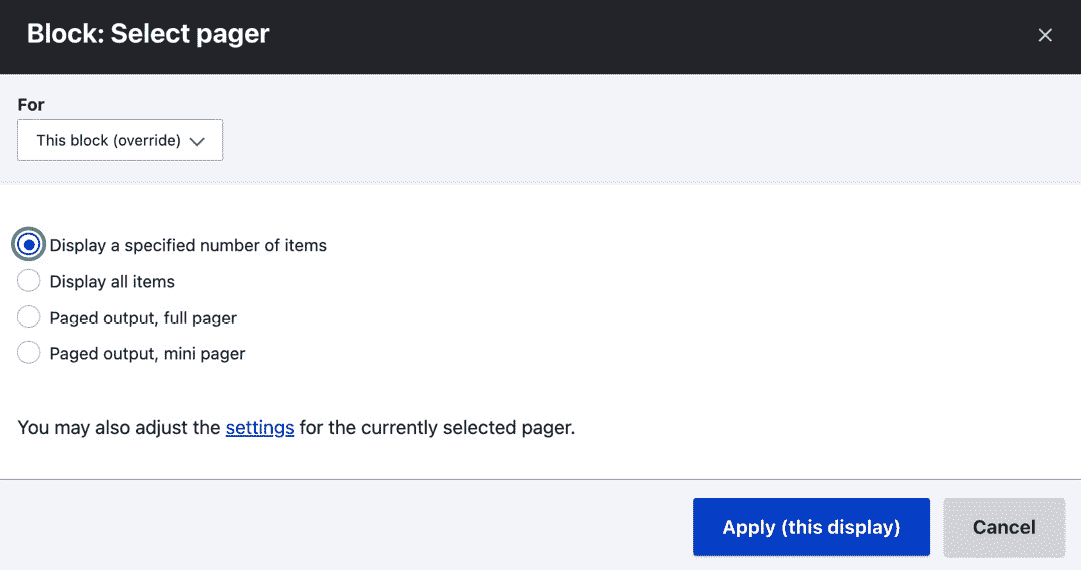 Block: Select pager
For
This block (override)
Display a specified number of items
Display all items
Paged output, full pager
Paged output, mini pager
You may also adjust the settings for the currently selected pager.
Apply (this display)
Cancel